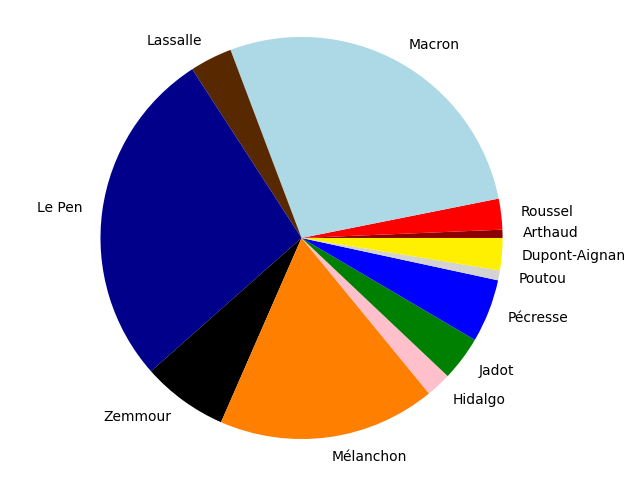 Lassalle
Macron
Le Pen
Roussel
Arthaud
Dupont-Aignan
Poutou
Pécresse
Jadot
Hidalgo
Zemmour
Mélanchon